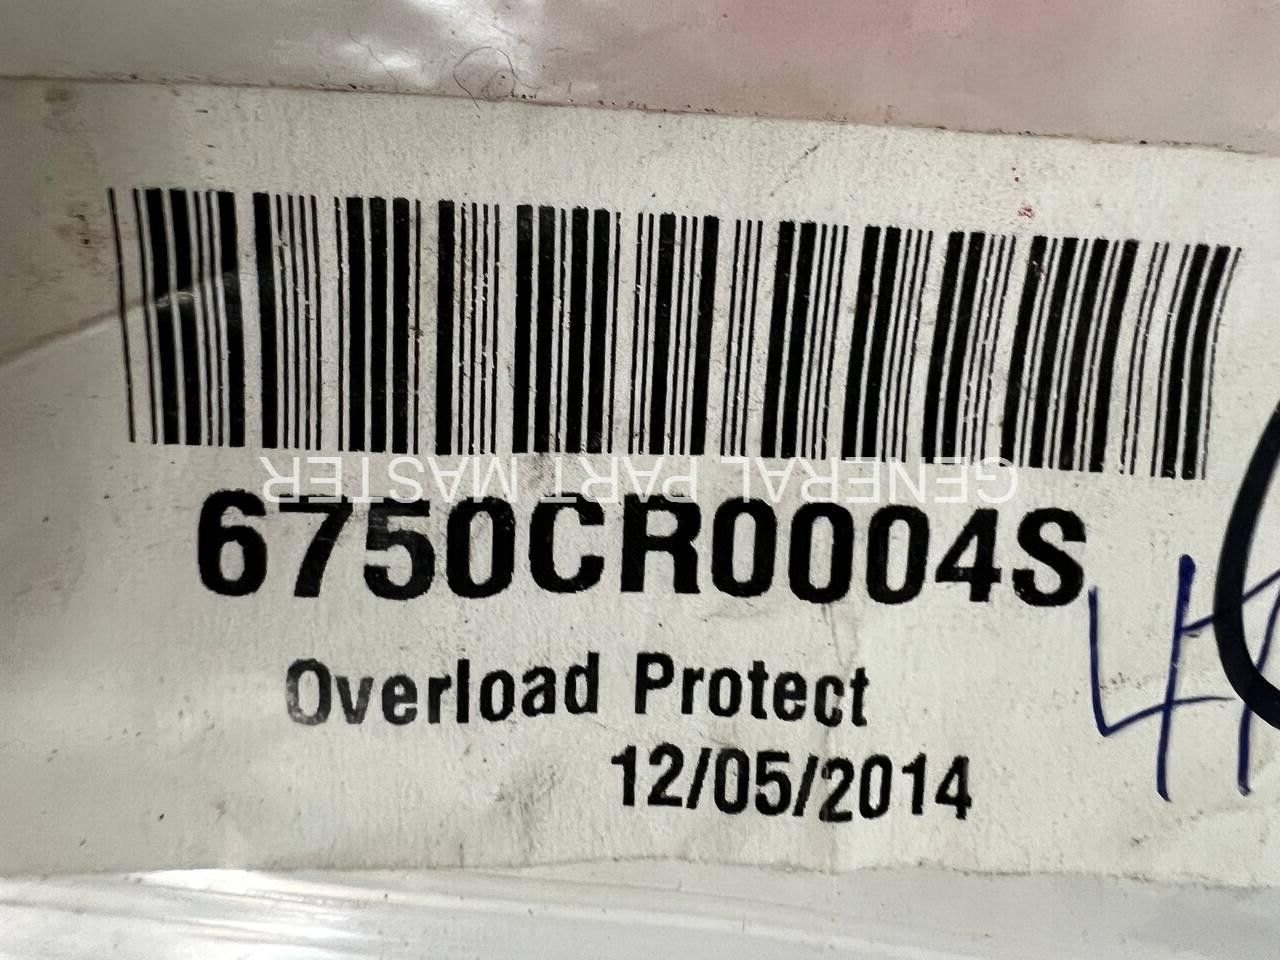 GENERAL PART MASTER
6750CR0004S
Overload Protect
12/05/2014